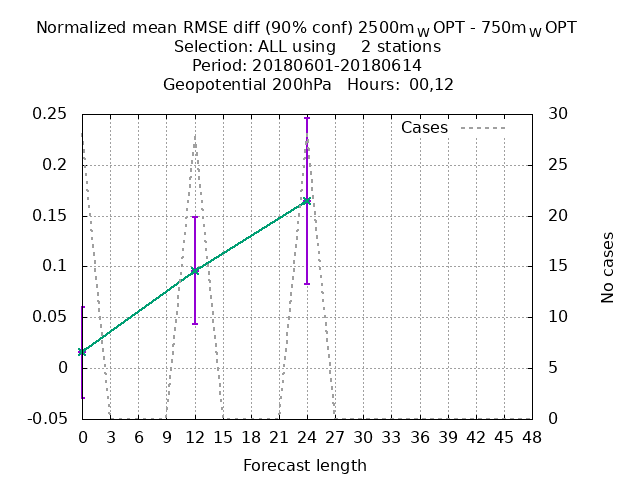 Normalized mean RMSE diff (90% conf) 2500m_W OPT - 750m_W OPT
Selection: ALL using 2 stations
Period: 20180601-20180614
Geopotential 200hPa Hours: 00,12
Cases
0.25
0.2
0.15
0.1
0.05
0
-0.05
30
25
20
15
10
5
0
No cases
0 3 6 9 12 15 18 21 24 27 30 33 36 39 42 45 48
Forecast length